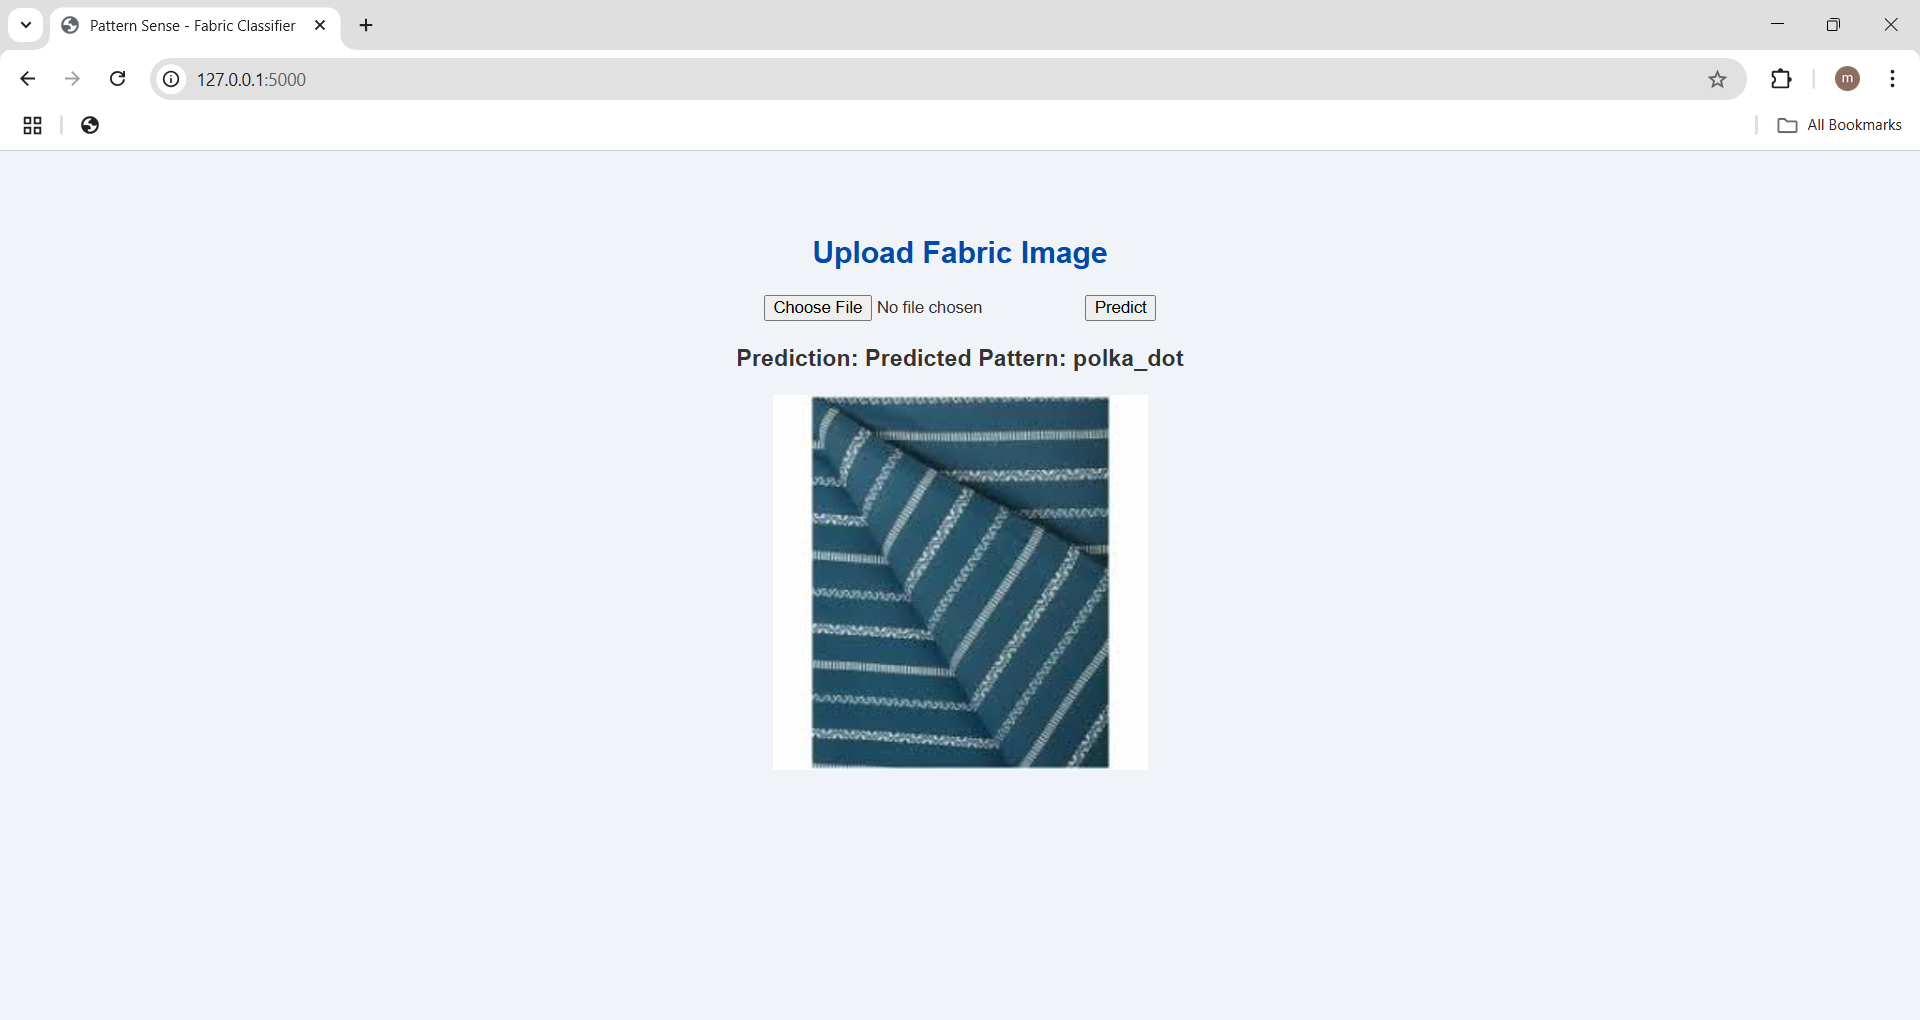 Pattern Sense - Fabric Classifier
127.0.0.1:5000
m
All Bookmarks
Upload Fabric Image
Choose File No file chosen Predict
Prediction: Predicted Pattern: polka_dot